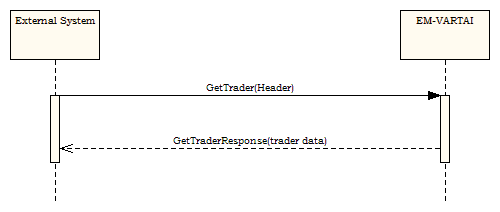 External System
EM-VARTAI
GetTrader(Header)
GetTraderResponse(trader data)